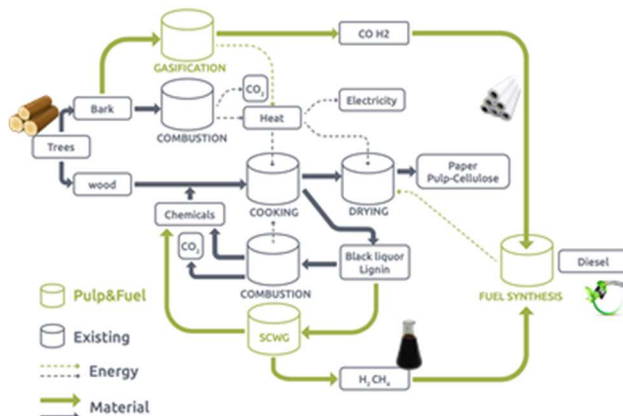 CO H2
GASIFICATION
CO2
Electricity
Bark
Heat
COMBUSTION
Trees
Paper
Pulp-Cellulose
wood
Chemicals
COOKING
DRYING
CO2
Black liquor
Lignin
Diesel
COMBUSTION
FUEL SYNTHESIS
Pulp&Fuel
SCWG
Existing
Energy
H2 CH4
Material